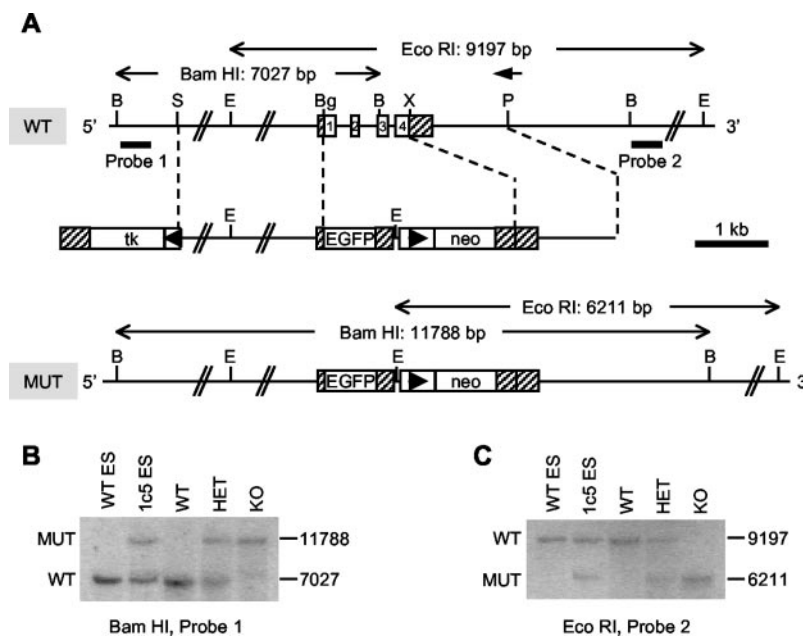 A
Eco RI: 9197 bp
Bam HI: 7027 bp
B S E Bg B X P B E
WT 5' 1 2 3 4 3'
Probe 1 Probe 2
E E
tk EGFP neo
1 kb
Eco RI: 6211 bp
Bam HI: 11788 bp
B E E B E
MUT 5' EGFP neo 3
B
WT ES 1c5 ES WT HET KO
MUT 11788
WT 7027
Bam HI, Probe 1
C
WT ES 1c5 ES WT HET KO
WT 9197
MUT 6211
Eco RI, Probe 2